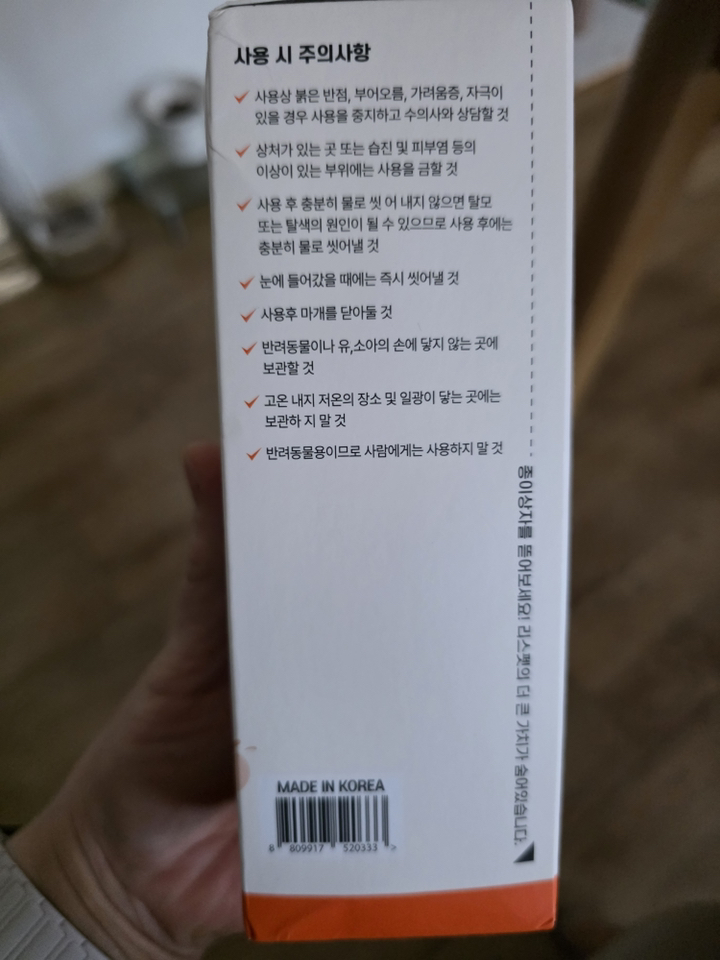 사용 시 주의사항
사용상 붉은 반점, 부어오름, 가려움증, 자극이
있을 경우 사용을 중지하고 수의사와 상담할 것
상처가 있는 곳 또는 습진 및 피부염 등의
이상이 있는 부위에는 사용을 금할 것
사용 후 충분히 물로 씻 어 내지 않으면 탈모
또는 탈색의 원인이 될 수 있으므로 사용 후에는
충분히 물로 씻어낼 것
눈에 들어갔을 때에는 즉시 씻어낼 것
사용후 마개를 닫아둘 것
반려동물이나 유,소아의 손에 닿지 않는 곳에
보관할 것
고온 내지 저온의 장소 및 일광이 닿는 곳에는
보관하 지 말 것
반려동물용이므로 사람에게는 사용하지 말 것
종이상자를 뜯어보세요! 리스펫의 더 큰 가치가 숨어있습니다.
MADE IN KOREA
8 809917 520333 >